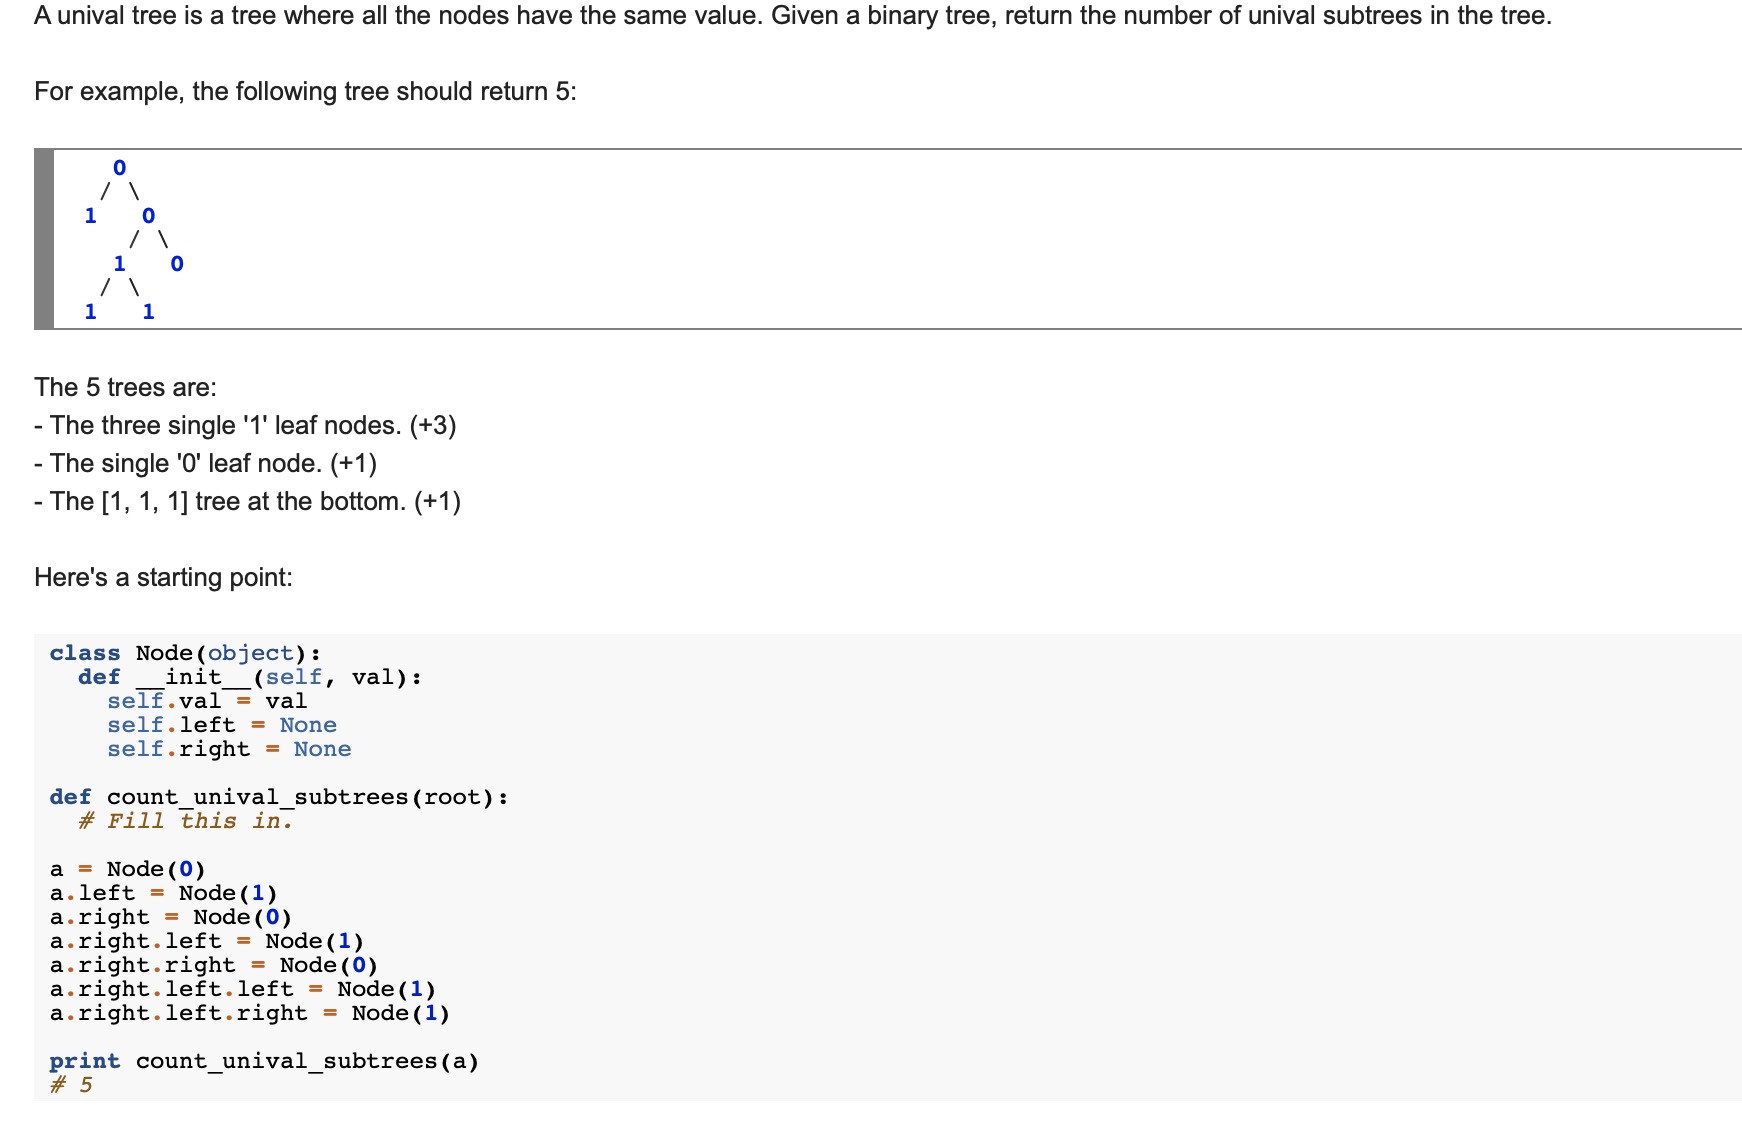 A unival tree is a tree where all the nodes have the same value. Given a binary tree, return the number of unival subtrees in the tree.
For example, the following tree should return 5:
   0
  / \
 1   0
    / \
   1   0
  / \
 1   1
The 5 trees are:
- The three single '1' leaf nodes. (+3)
- The single '0' leaf node. (+1)
- The [1, 1, 1] tree at the bottom. (+1)
Here's a starting point:
class Node(object):
  def __init__(self, val):
    self.val = val
    self.left = None
    self.right = None
def count_unival_subtrees(root):
  # Fill this in.
a = Node(0)
a.left = Node(1)
a.right = Node(0)
a.right.left = Node(1)
a.right.right = Node(0)
a.right.left.left = Node(1)
a.right.left.right = Node(1)
print count_unival_subtrees(a)
# 5